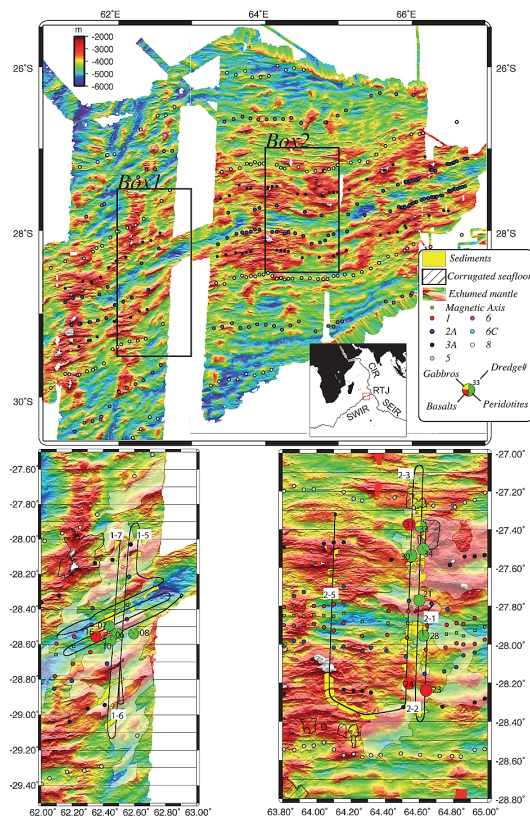 62˚E 64˚E 66˚E
m
-2000
-3000
-4000
-5000
-6000
26˚S 26˚S
Box2
Box1
28˚S 28˚S
30˚S
Sediments
Corrugated seafloor
Exhumed mantle
Magnetic Axis
1 6
2A 6C
3A 8
5
Gabbros Dredge#
33
Basalts Peridotites
CIR
RTJ
SWIR
SEIR
-27.60˚
-27.80˚
-28.00˚
-28.20˚
-28.40˚
-28.60˚
-28.80˚
-29.00˚
-29.20˚
-29.40˚
1-7 1-5
08
09
10
1-6
62.00 62.20 62.40 62.60 62.80 63.00
-27.00˚
-27.20˚
-27.40˚
-27.60˚
-27.80˚
-28.00˚
-28.20˚
-28.40˚
-28.60˚
-28.80˚
2-3
31
33
30
2-5
2-1
28
23
2-2
63.80˚ 64.00˚ 64.20˚ 64.40˚ 64.60˚ 64.80˚ 65.00˚